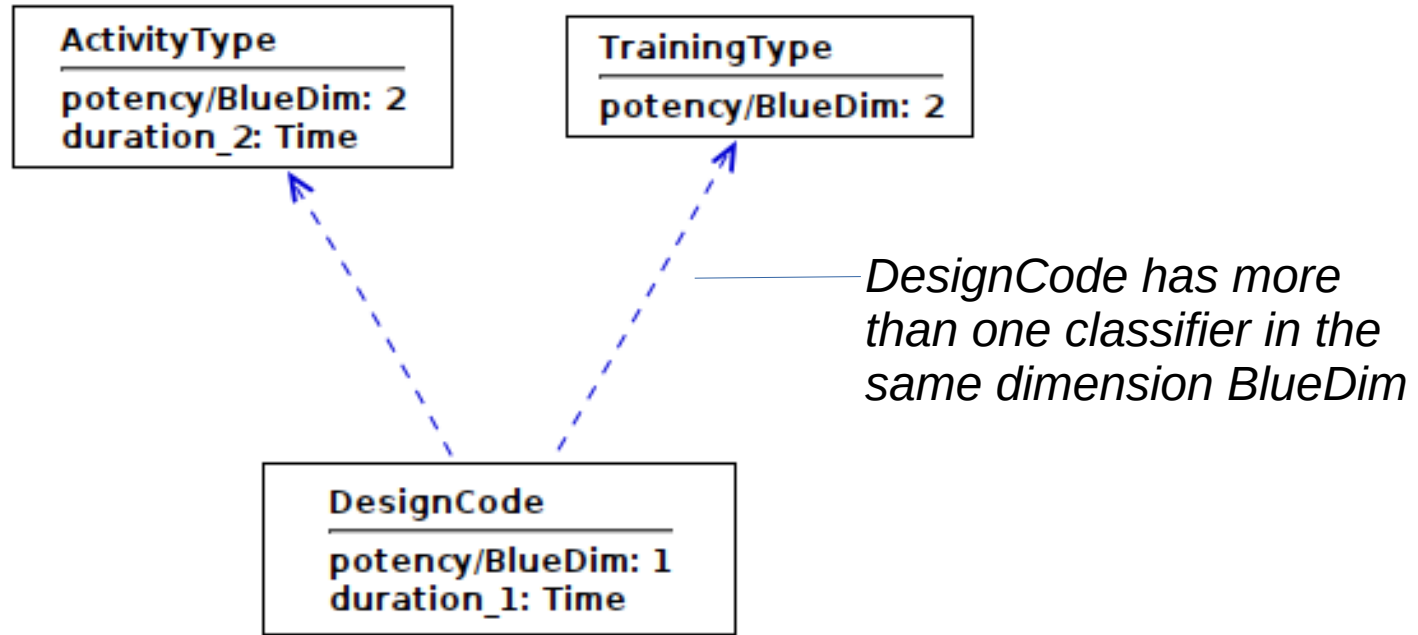 ActivityType
potency/BlueDim: 2
duration_2: Time
TrainingType
potency/BlueDim: 2
DesignCode has more
than one classifier in the
same dimension BlueDim
DesignCode
potency/BlueDim: 1
duration_1: Time